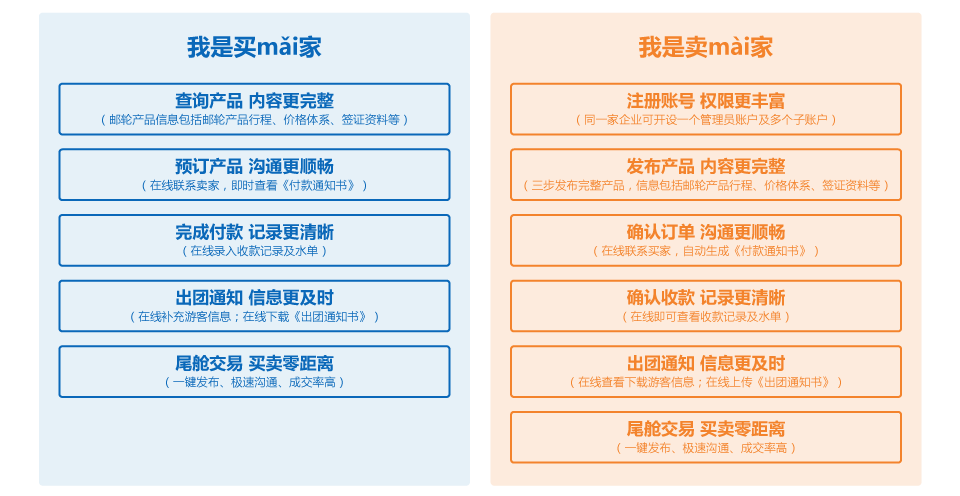 我是买mǎi家
查询产品 内容更完整
（邮轮产品信息包括邮轮产品行程、价格体系、签证资料等）
预订产品 沟通更顺畅
（在线联系卖家，即时查看《付款通知书》）
完成付款 记录更清晰
（在线录入收款记录及水单）
出团通知 信息更及时
（在线补充游客信息；在线下载《出团通知书》）
尾舱交易 买卖零距离
（一键发布、极速沟通、成交率高）
我是卖mài家
注册账号 权限更丰富
（同一家企业可开设一个管理员账户及多个子账户）
发布产品 内容更完整
（三步发布完整产品，信息包括邮轮产品行程、价格体系、签证资料等）
确认订单 沟通更顺畅
（在线联系买家，自动生成《付款通知书》）
确认收款 记录更清晰
（在线即可查看收款记录及水单）
出团通知 信息更及时
（在线查看下载游客信息；在线上传《出团通知书》）
尾舱交易 买卖零距离
（一键发布、极速沟通、成交率高）